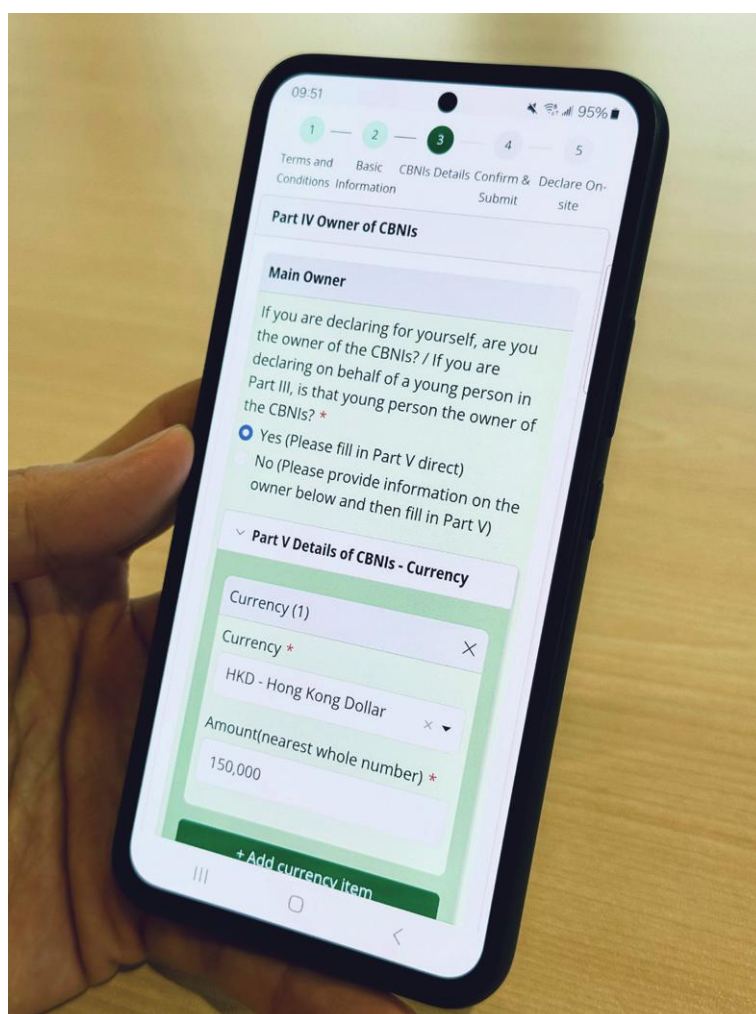 09:51
95%
1
2
3
4
5
Terms and
Conditions
Basic
Information
CBNIs Details
Confirm &
Submit
Declare On-
site
Part IV Owner of CBNIs
Main Owner
If you are declaring for yourself, are you
the owner of the CBNIs? / If you are
declaring on behalf of a young person in
Part III, is that young person the owner of
the CBNIs? *
Yes (Please fill in Part V direct)
No (Please provide information on the
owner below and then fill in Part V)
Part V Details of CBNIs - Currency
Currency (1)
Currency *
HKD - Hong Kong Dollar
Amount(nearest whole number) *
150,000
+ Add currency item